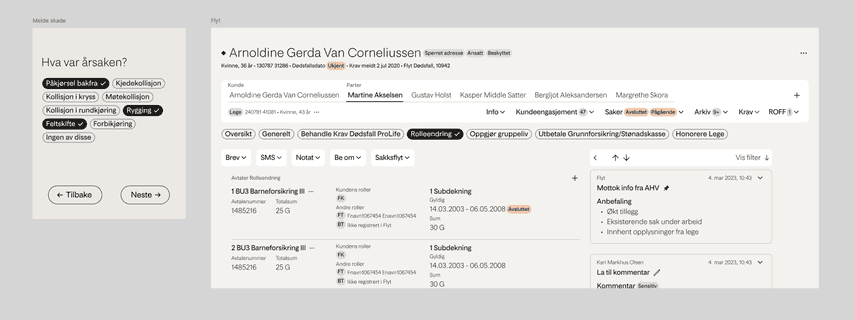 Melde skade
Hva var årsaken?
Påkjørsel bakfra Kjedekollisjon
Kollisjon i kryss Møtekollisjon
Kollisjon i rundkjøring Rygging
Feltskifte Forbikjøring
Ingen av disse
Tilbake Neste
Flyt
Arnoldine Gerda Van Corneliussen Sperret adresse Ansatt Beskyttet
Kvinne, 36 år • 130787 31286 • Dødsfallsdato Ukjent • Krav meldt 2 jul 2020 • Flyt Dødsfall, 10942
Kunde Parter
Arnoldine Gerda Van Corneliussen Martine Akselsen Gustav Holst Kasper Middle Satter Bergljot Aleksandersen Margrethe Skora
Lege 240781 41081 • Kvinne, 43 år Info Kundeengasjement 47 Saker Avsluttet Pågående Arkiv 9+ Krav ROFF 1
Oversikt Generelt Behandle Krav Dødsfall ProLife Rolleendring Oppgjør gruppeliv Utbetale Grunnforsikring/Stønadskasse Honorere Lege
Brev SMS Notat Be om Sakksflyt
Vis filter
Avtaler Rolleendring
1 BU3 Barneforsikring III
Avtalenummer Totalsum
1485216 25 G
Kundens roller
FK
Andre roller
FT Fnavn1067454 Enavn1067454
BT Ikke registrert i Flyt
1 Subdekning
Gyldig
14.03.2003 - 06.05.2008 Avsluttet
Sum
30 G
2 BU3 Barneforsikring III
Avtalenummer Totalsum
1485216 25 G
Kundens roller
FK
Andre roller
FT Fnavn1067454 Enavn1067454
BT Ikke registrert i Flyt
1 Subdekning
Gyldig
14.03.2003 - 06.05.2008
Sum
30 G
Flyt 4. mar 2023, 10:43
Mottok info fra AHV
Anbefaling
• Økt tillegg
• Eksisterende sak under arbeid
• Innhent opplysninger fra lege
Kari Markhus Olsen 4. mar 2023, 10:43
La til kommentar
Kommentar Sensitiv